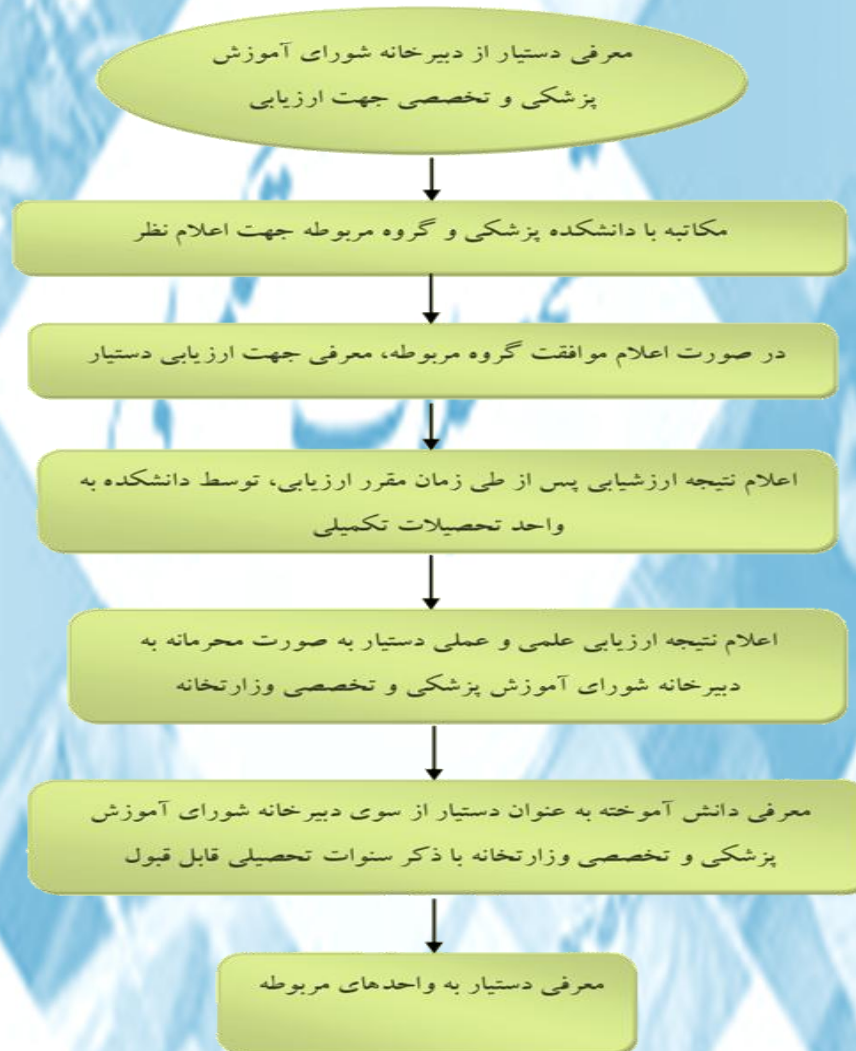 معرفی دستیار از دبیرخانه شورای آموزش
پزشکی و تخصصی جهت ارزیابی
مکاتبه با دانشکده پزشکی و گروه مربوطه جهت اعلام نظر
در صورت اعلام موافقت گروه مربوطه، معرفی جهت ارزیابی دستیار
اعلام نتیجه ارزشیابی پس از طی زمان مقرر ارزیابی، توسط دانشکده به
واحد تحصیلات تکمیلی
اعلام نتیجه ارزیابی علمی و عملی دستیار به صورت محرمانه به
دبیرخانه شورای آموزش پزشکی و تخصصی وزارتخانه
معرفی دانش آموخته به عنوان دستیار از سوی دبیرخانه شورای آموزش
پزشکی و تخصصی وزارتخانه با ذکر سنوات تحصیلی قابل قبول
معرفی دستیار به واحدهای مربوطه